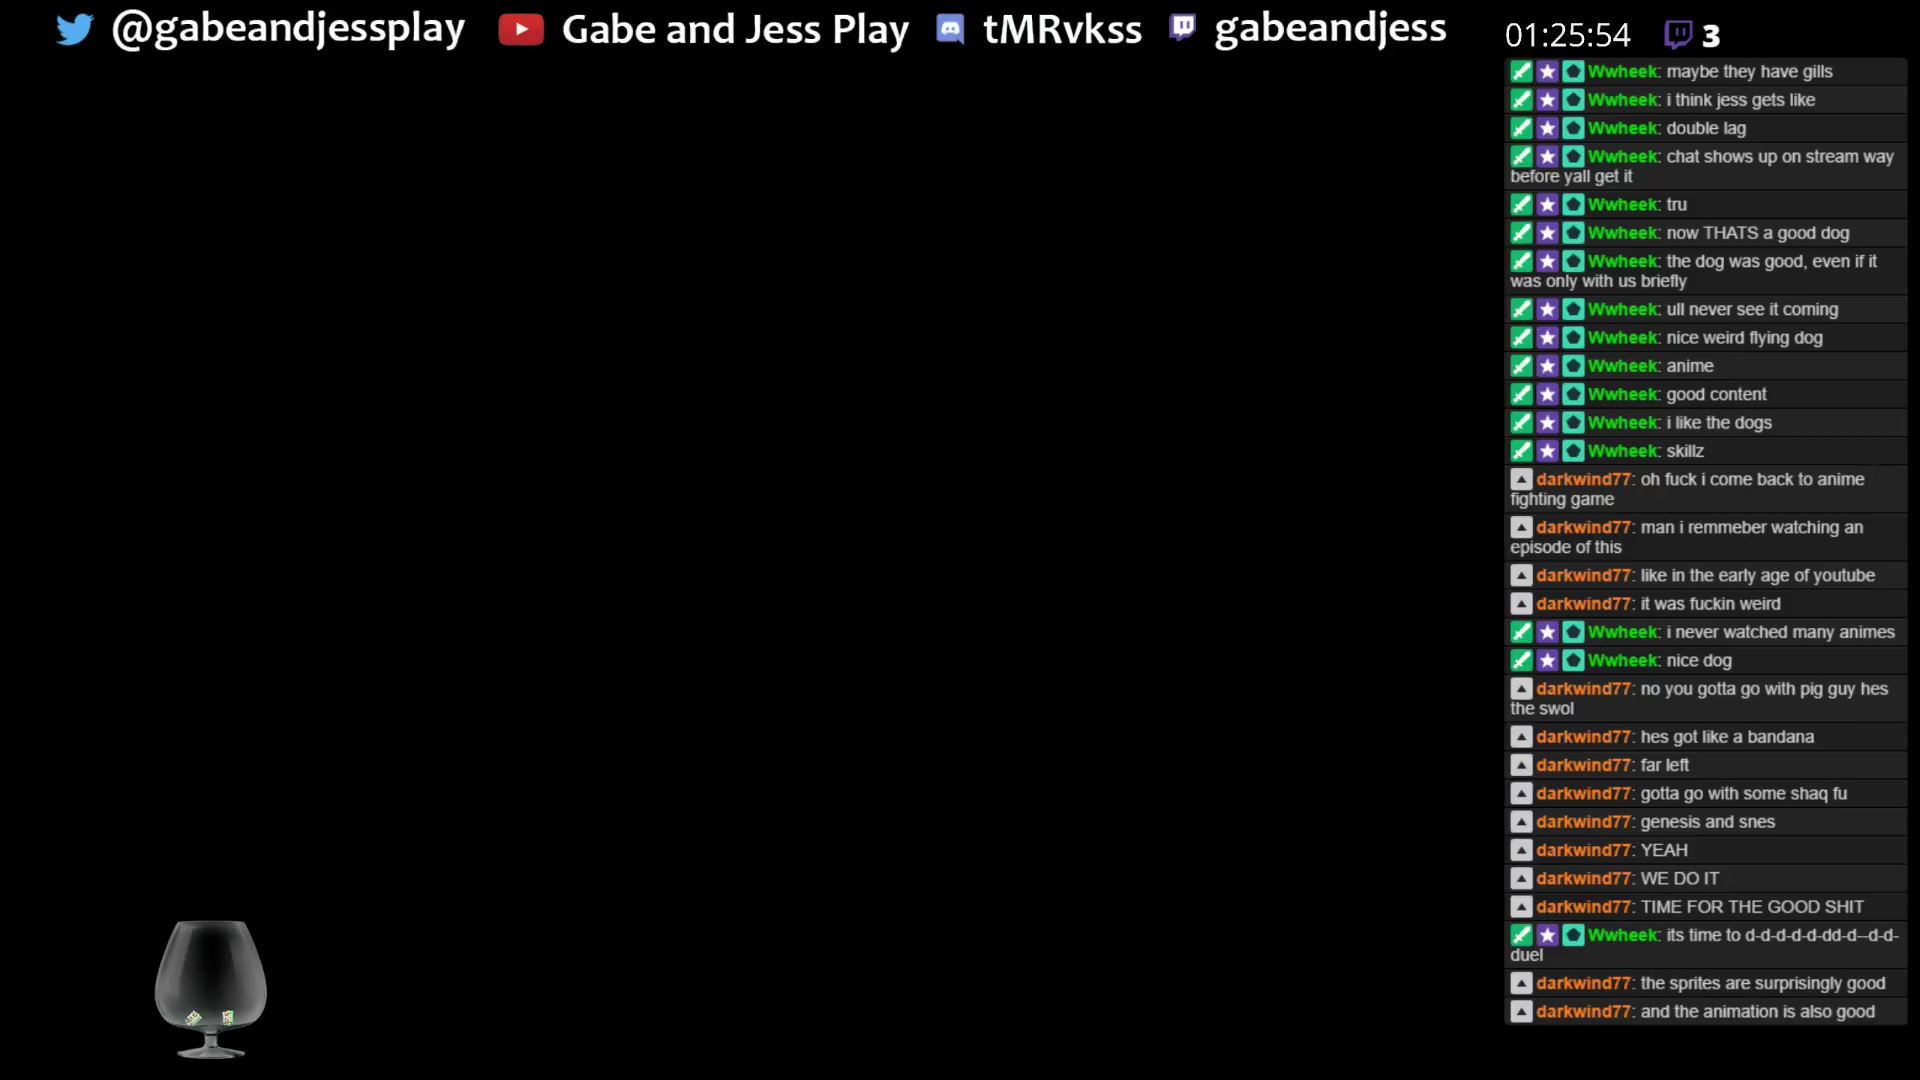 @gabeandjessplay Gabe and Jess Play tMRvkss gabeandjess 01:25:54 3
Wwheek: maybe they have gills
Wwheek: i think jess gets like
Wwheek: double lag
Wwheek: chat shows up on stream way
before yall get it
Wwheek: tru
Wwheek: now THATS a good dog
Wwheek: the dog was good, even if it
was only with us briefly
Wwheek: ull never see it coming
Wwheek: nice weird flying dog
Wwheek: anime
Wwheek: good content
Wwheek: i like the dogs
Wwheek: skillz
darkwind77: oh fuck i come back to anime
fighting game
darkwind77: man i remmeber watching an
episode of this
darkwind77: like in the early age of youtube
darkwind77: it was fuckin weird
Wwheek: i never watched many animes
Wwheek: nice dog
darkwind77: no you gotta go with pig guy hes
the swol
darkwind77: hes got like a bandana
darkwind77: far left
darkwind77: gotta go with some shaq fu
darkwind77: genesis and snes
darkwind77: YEAH
darkwind77: WE DO IT
darkwind77: TIME FOR THE GOOD SHIT
Wwheek: its time to d-d-d-d-d-dd-d--d-d-
duel
darkwind77: the sprites are surprisingly good
darkwind77: and the animation is also good